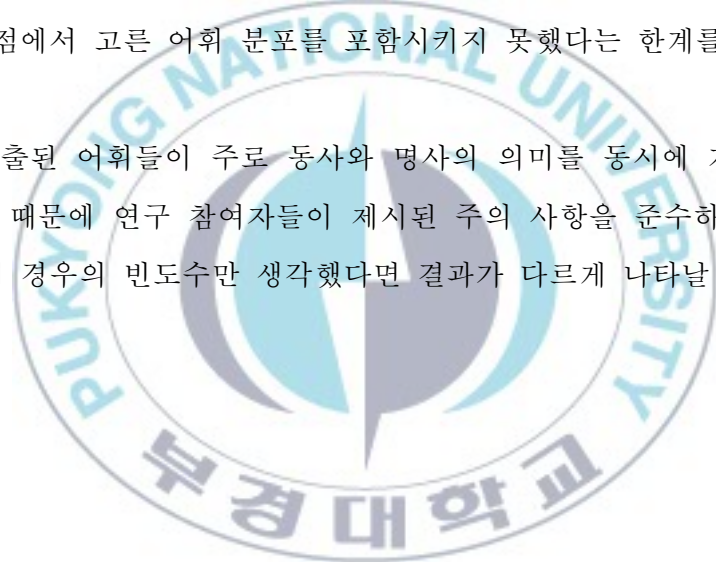 점에서 고른 어휘 분포를 포함시키지 못했다는 한계를
출된 어휘들이 주로 동사와 명사의 의미를 동시에
때문에 연구 참여자들이 제시된 주의 사항을 준수하
경우의 빈도수만 생각했다면 결과가 다르게 나타날
PUKYONG NATIONAL UNIVERSITY
부경대학교